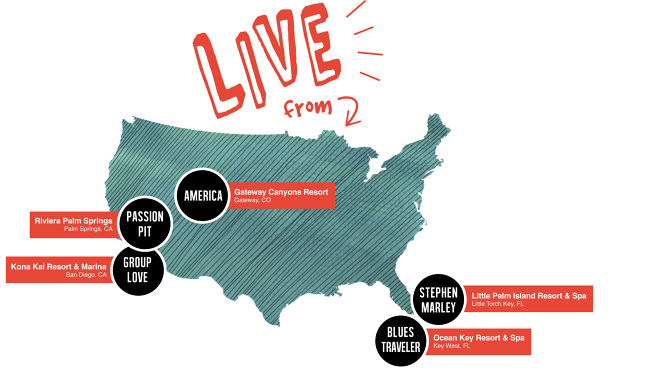 LIVE
from
AMERICA
Gateway Canyons Resort
Gateway, CO
PASSION
PIT
Riviera Palm Springs
Palm Springs, CA
GROUP
LOVE
Kona Kai Resort & Marina
San Diego, CA
STEPHEN
MARLEY
Little Palm Island Resort & Spa
Little Torch Key, FL
BLUES
TRAVELER
Ocean Key Resort & Spa
Key West, FL